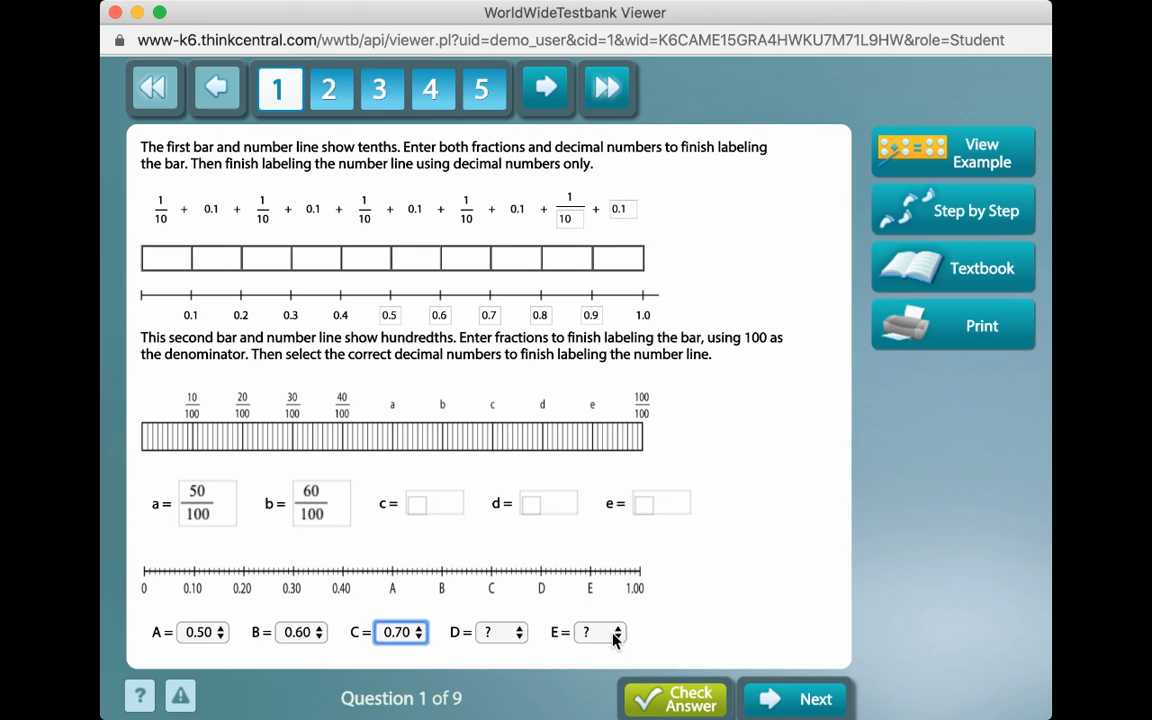 WorldWideTestbank Viewer
www-k6.thinkcentral.com/wwtb/api/viewer.pl?uid=demo_user&cid=1&wid=K6CAME15GRA4HWKU7M71L9HW&role=Student
1 2 3 4 5
View
Example
Step by Step
Textbook
Print
The first bar and number line show tenths. Enter both fractions and decimal numbers to finish labeling
the bar. Then finish labeling the number line using decimal numbers only.
1/10 + 0.1 + 1/10 + 0.1 + 1/10 + 0.1 + 1/10 + 0.1 + 1/10 + 0.1
0.1 0.2 0.3 0.4 0.5 0.6 0.7 0.8 0.9 1.0
This second bar and number line show hundredths. Enter fractions to finish labeling the bar, using 100 as
the denominator. Then select the correct decimal numbers to finish labeling the number line.
10/100 20/100 30/100 40/100 a b c d e 100/100
a = 50/100 b = 60/100 c = d = e =
0 0.10 0.20 0.30 0.40 A B C D E 1.00
A = 0.50 B = 0.60 C = 0.70 D = ? E = ?
? Question 1 of 9
Check
Answer
Next